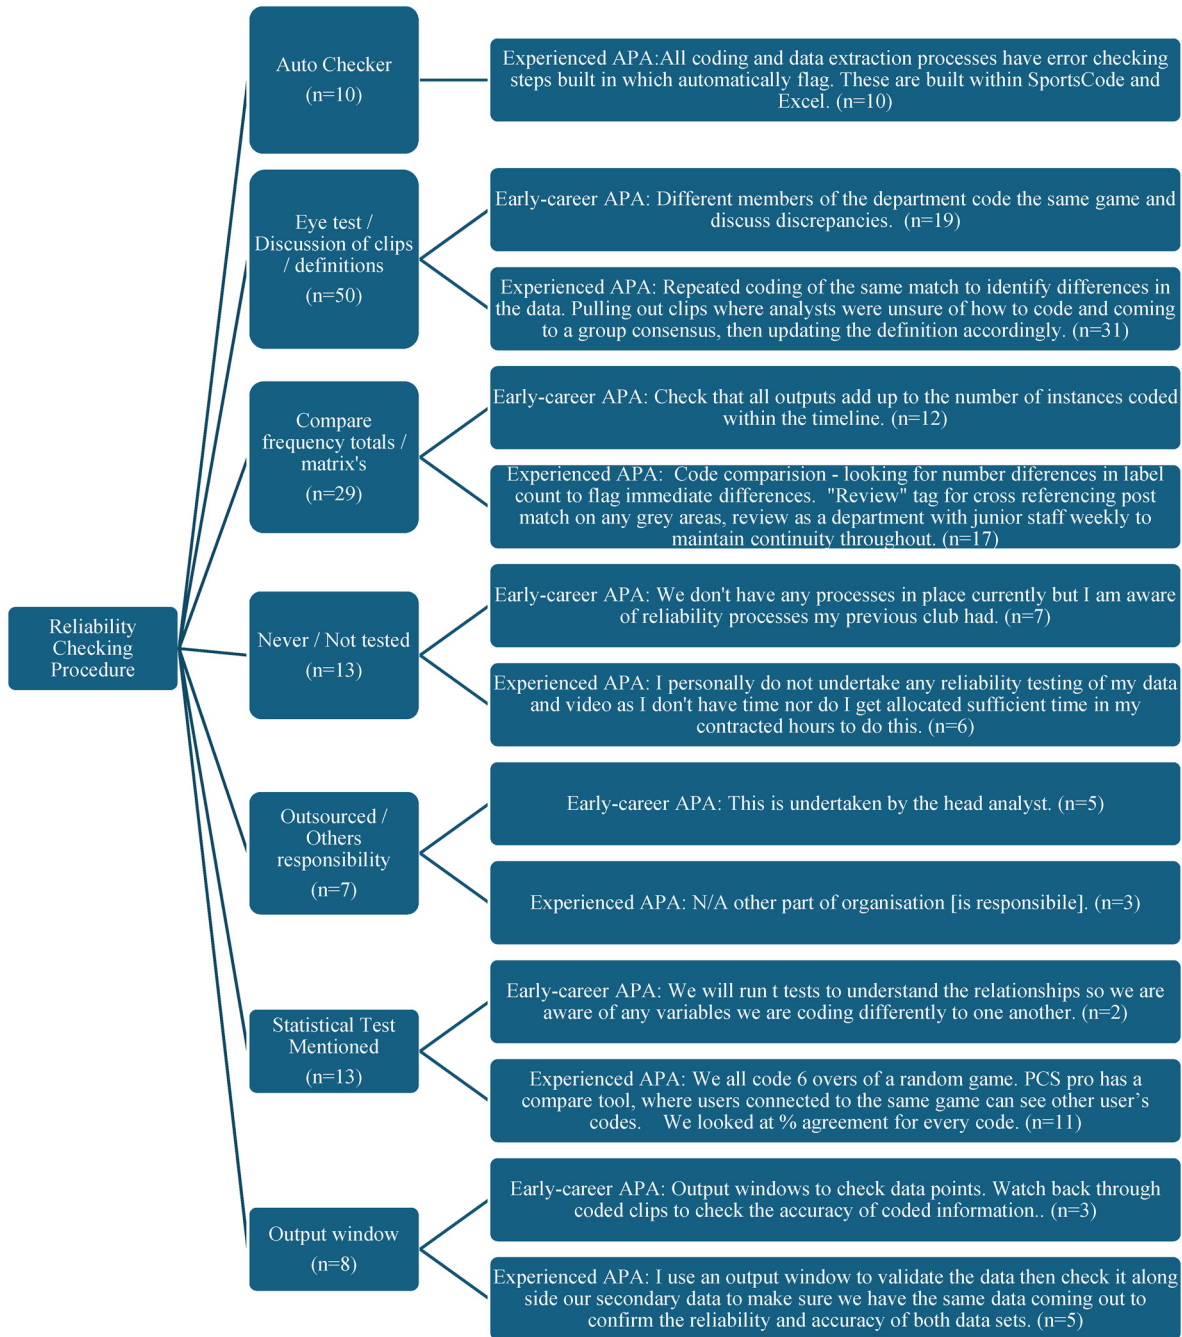 Reliability
Checking
Procedure
Auto Checker
(n=10)
Experienced APA:All coding and data extraction processes have error checking
steps built in which automatically flag. These are built within SportsCode and
Excel. (n=10)
Eye test /
Discussion of clips
/ definitions
(n=50)
Early-career APA: Different members of the department code the same game and
discuss discrepancies.  (n=19)
Experienced APA: Repeated coding of the same match to identify differences in
the data. Pulling out clips where analysts were unsure of how to code and coming
to a group consensus, then updating the definition accordingly. (n=31)
Compare
frequency totals /
matrix's
(n=29)
Early-career APA: Check that all outputs add up to the number of instances coded
within the timeline. (n=12)
Experienced APA:  Code comparision - looking for number diferences in label
count to flag immediate differences.  "Review" tag for cross referencing post
match on any grey areas, review as a department with junior staff weekly to
maintain continuity throughout. (n=17)
Never / Not tested
(n=13)
Early-career APA: We don't have any processes in place currently but I am aware
of reliability processes my previous club had. (n=7)
Experienced APA: I personally do not undertake any reliability testing of my data
and video as I don't have time nor do I get allocated sufficient time in my
contracted hours to do this. (n=6)
Outsourced /
Others
responsibility
(n=7)
Early-career APA: This is undertaken by the head analyst. (n=5)
Experienced APA: N/A other part of organisation [is responsibile]. (n=3)
Statistical Test
Mentioned
(n=13)
Early-career APA: We will run t tests to understand the relationships so we are
aware of any variables we are coding differently to one another. (n=2)
Experienced APA: We all code 6 overs of a random game. PCS pro has a
compare tool, where users connected to the same game can see other user’s
codes.    We looked at % agreement for every code. (n=11)
Output window
(n=8)
Early-career APA: Output windows to check data points. Watch back through
coded clips to check the accuracy of coded information.. (n=3)
Experienced APA: I use an output window to validate the data then check it along
side our secondary data to make sure we have the same data coming out to
confirm the reliability and accuracy of both data sets. (n=5)